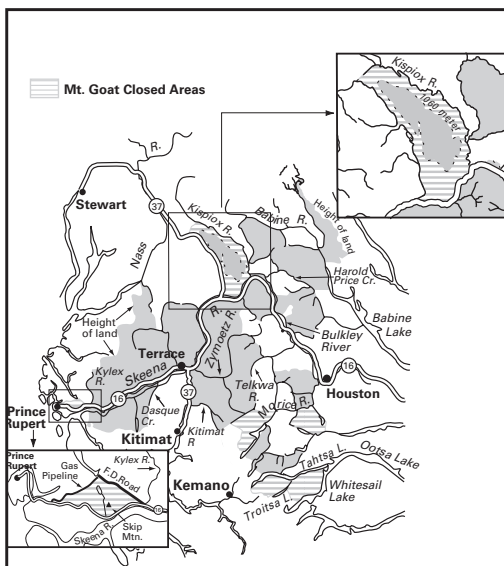 Mt. Goat Closed Areas
Kispiox R.
1060 meter
R.
Stewart
37
Kispiox R.
Babine R.
Height of land
Nass
Harold
Price Cr.
Height
of land
R.
Zymoetz R.
Bulkley
River
Babine
Lake
Terrace
Skeena
Kylex
R.
16
37
Telkwa
R.
16
Houston
Prince
Rupert
Dasque
Cr.
Morice R.
Kitimat
Kitimat
R
Tahtsa L.
Ootsa Lake
Kemano
Whitesail
Lake
Troitsa L.
Prince
Rupert
Kylex R.
Gas
Pipeline
F.D.Road
Skeena R.
Skip
Mtn.
16